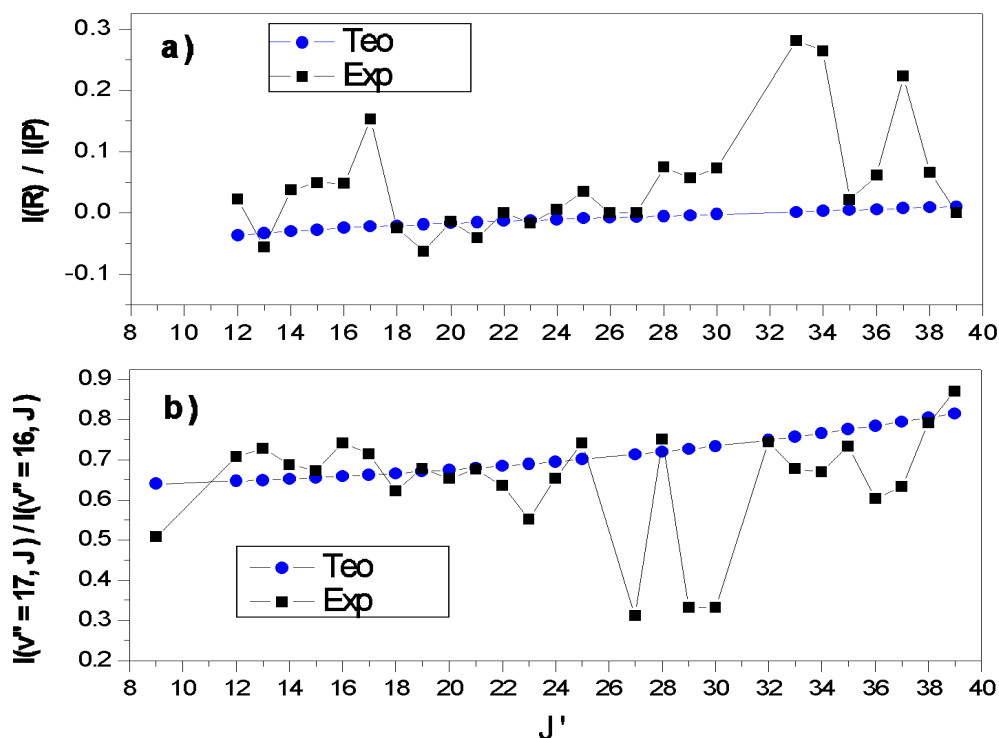 a)
Teo
Exp
I(R) / I(P)
0.3
0.2
0.1
0.0
-0.1
8 10 12 14 16 18 20 22 24 26 28 30 32 34 36 38 40
b)
Teo
Exp
I(v"=17,J)/I(v"=16,J)
0.9
0.8
0.7
0.6
0.5
0.4
0.3
0.2
8 10 12 14 16 18 20 22 24 26 28 30 32 34 36 38 40
J'